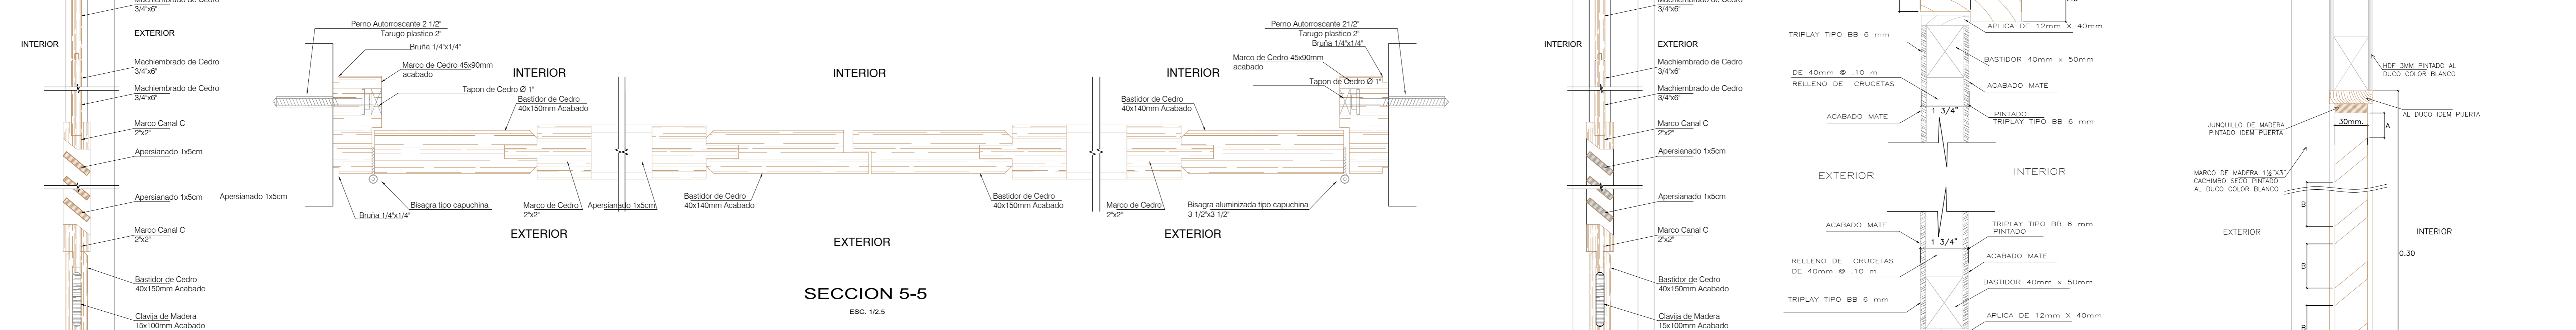 Machiembrado de Cedro
3/4"x6"
INTERIOR
EXTERIOR
Machiembrado de Cedro
3/4"x6"
Machiembrado de Cedro
3/4"x6"
Marco Canal C
2"x2"
Apersianado 1x5cm
Apersianado 1x5cm
Marco Canal C
2"x2"
Bastidor de Cedro
40x150mm Acabado
Clavija de Madera
15x100mm Acabado
Apersianado 1x5cm
Perno Autorroscante 2 1/2"
Tarugo plastico 2"
Bruña 1/4"x1/4"
Marco de Cedro 45x90mm
acabado
Tapon de Cedro Ø 1"
INTERIOR
Bastidor de Cedro
40x150mm Acabado
Bruña 1/4"x1/4"
Bisagra tipo capuchina
Marco de Cedro
2"x2"
Apersianado 1x5cm
EXTERIOR
INTERIOR
Bastidor de Cedro
40x140mm Acabado
Bastidor de Cedro
40x150mm Acabado
EXTERIOR
SECCION 5-5
ESC. 1/2.5
Perno Autorroscante 21/2"
Tarugo plastico 2"
Bruña 1/4"x1/4"
Marco de Cedro 45x90mm
acabado
Tapon de Cedro Ø 1"
INTERIOR
Bastidor de Cedro
40x140mm Acabado
Marco de Cedro
2"x2"
Bisagra aluminizada tipo capuchina
3 1/2"x3 1/2"
EXTERIOR
Machiembrado de Cedro
3/4"x6"
INTERIOR
EXTERIOR
Machiembrado de Cedro
3/4"x6"
Machiembrado de Cedro
3/4"x6"
Marco Canal C
2"x2"
Apersianado 1x5cm
Apersianado 1x5cm
Marco Canal C
2"x2"
Bastidor de Cedro
40x150mm Acabado
Clavija de Madera
15x100mm Acabado
APLICA DE 12mm X 40mm
TRIPLAY TIPO BB 6 mm
BASTIDOR 40mm x 50mm
DE 40mm @ .10 m
RELLENO DE CRUCETAS
ACABADO MATE
1 3/4"
ACABADO MATE
PINTADO
TRIPLAY TIPO BB 6 mm
EXTERIOR
INTERIOR
ACABADO MATE
TRIPLAY TIPO BB 6 mm
PINTADO
1 3/4"
RELLENO DE CRUCETAS
DE 40mm @ .10 m
ACABADO MATE
BASTIDOR 40mm x 50mm
TRIPLAY TIPO BB 6 mm
APLICA DE 12mm X 40mm
HDF 3MM PINTADO AL
DUCO COLOR BLANCO
AL DUCO IDEM PUERTA
JUNQUILLO DE MADERA
PINTADO IDEM PUERTA
30mm.
A
MARCO DE MADERA 1½"X3"
CACHIMBO SECO PINTADO
AL DUCO COLOR BLANCO
B
EXTERIOR
INTERIOR
B
0.30
B
B